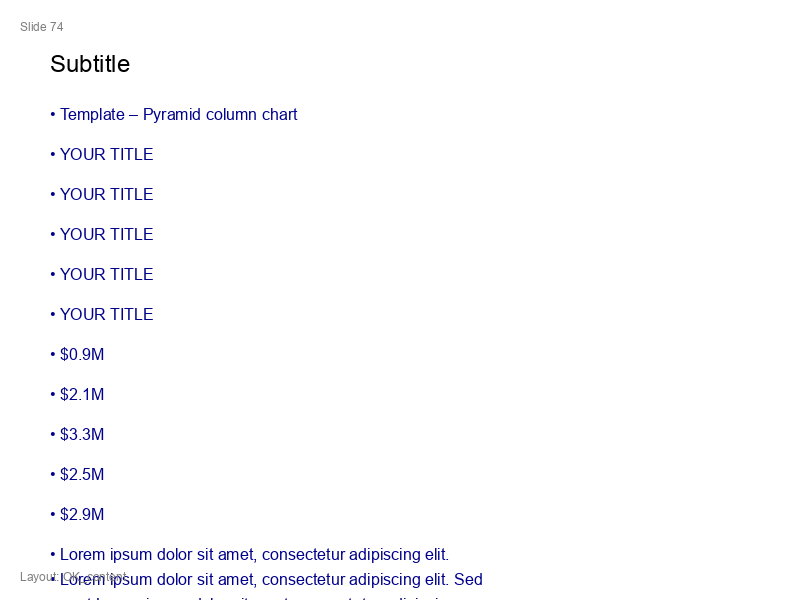 Slide 74
Subtitle
• Template – Pyramid column chart
• YOUR TITLE
• YOUR TITLE
• YOUR TITLE
• YOUR TITLE
• YOUR TITLE
• $0.9M
• $2.1M
• $3.3M
• $2.5M
• $2.9M
• Lorem ipsum dolor sit amet, consectetur adipiscing elit.
• Lorem ipsum dolor sit amet, consectetur adipiscing elit. Sed
Layout: OK_content